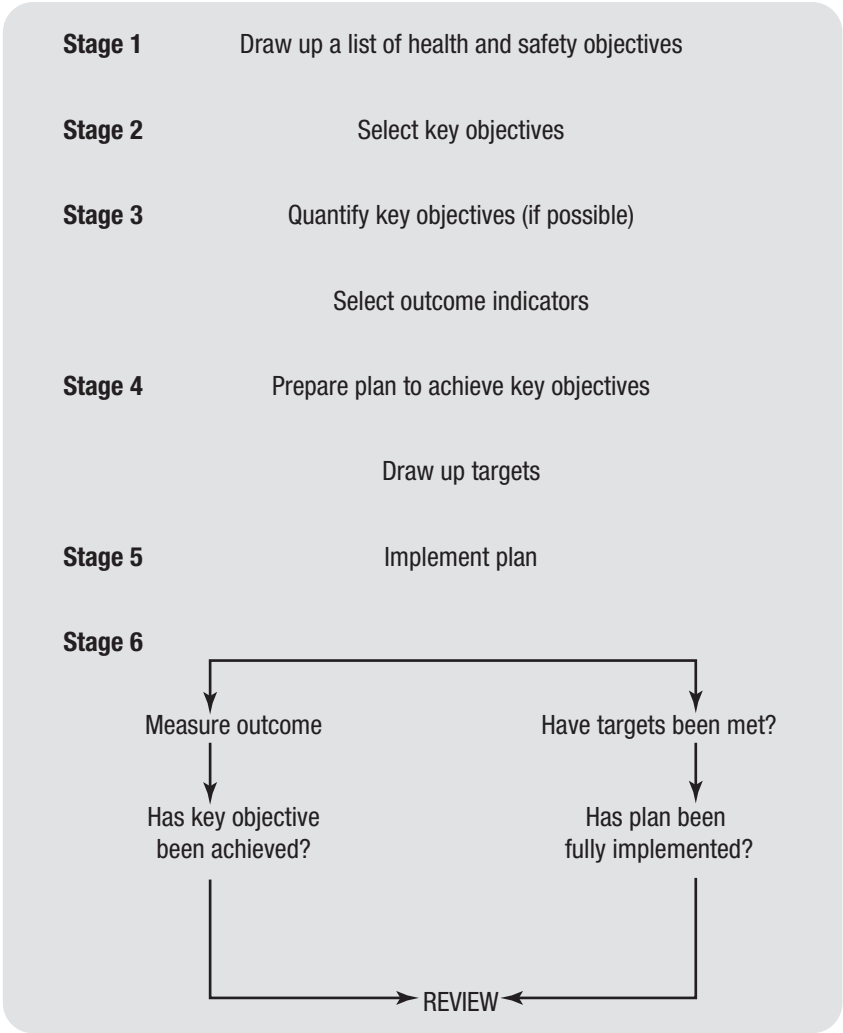 Stage 1 Draw up a list of health and safety objectives
Stage 2 Select key objectives
Stage 3 Quantify key objectives (if possible)
Select outcome indicators
Stage 4 Prepare plan to achieve key objectives
Draw up targets
Stage 5 Implement plan
Stage 6
Measure outcome
Has key objective
been achieved?
Have targets been met?
Has plan been
fully implemented?
REVIEW